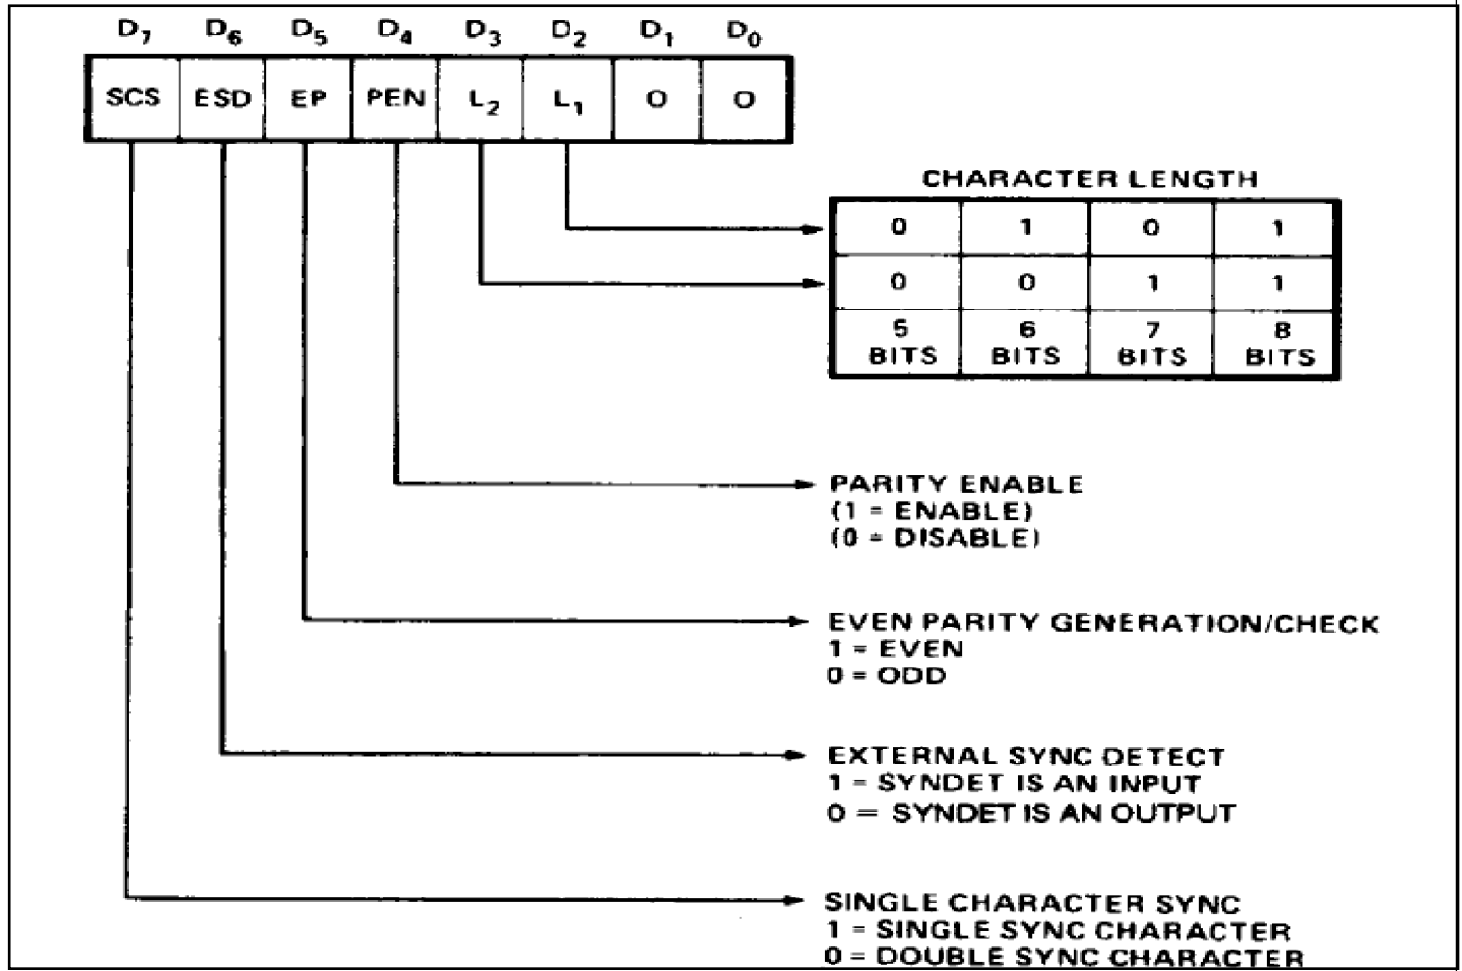 D7 D6 D5 D4 D3 D2 D1 D0
SCS ESD EP PEN L2 L1 0 0
CHARACTER LENGTH
0 1 0 1
0 0 1 1
5 6 7 8
BITS BITS BITS BITS
PARITY ENABLE
(1 = ENABLE)
(0 = DISABLE)
EVEN PARITY GENERATION/CHECK
1 = EVEN
0 = ODD
EXTERNAL SYNC DETECT
1 = SYNDET IS AN INPUT
0 = SYNDET IS AN OUTPUT
SINGLE CHARACTER SYNC
1 = SINGLE SYNC CHARACTER
0 = DOUBLE SYNC CHARACTER